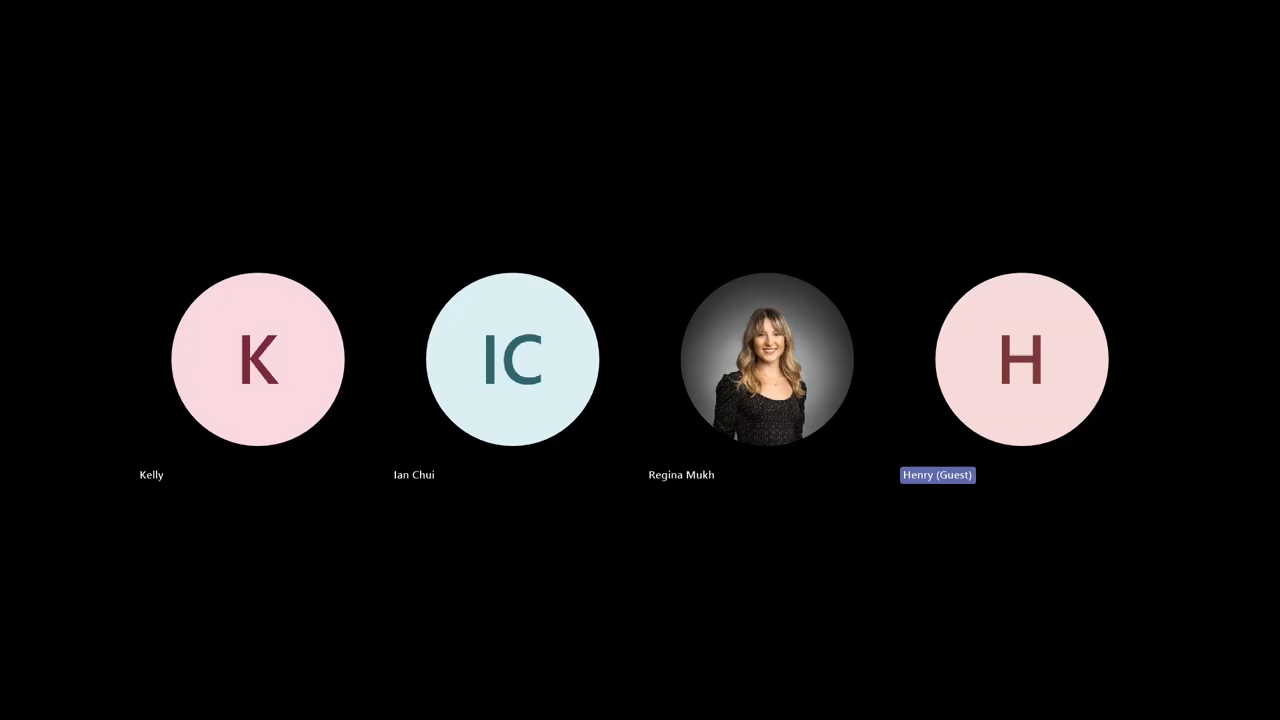 K
IC
H
Kelly
Ian Chui
Regina Mukh
Henry (Guest)